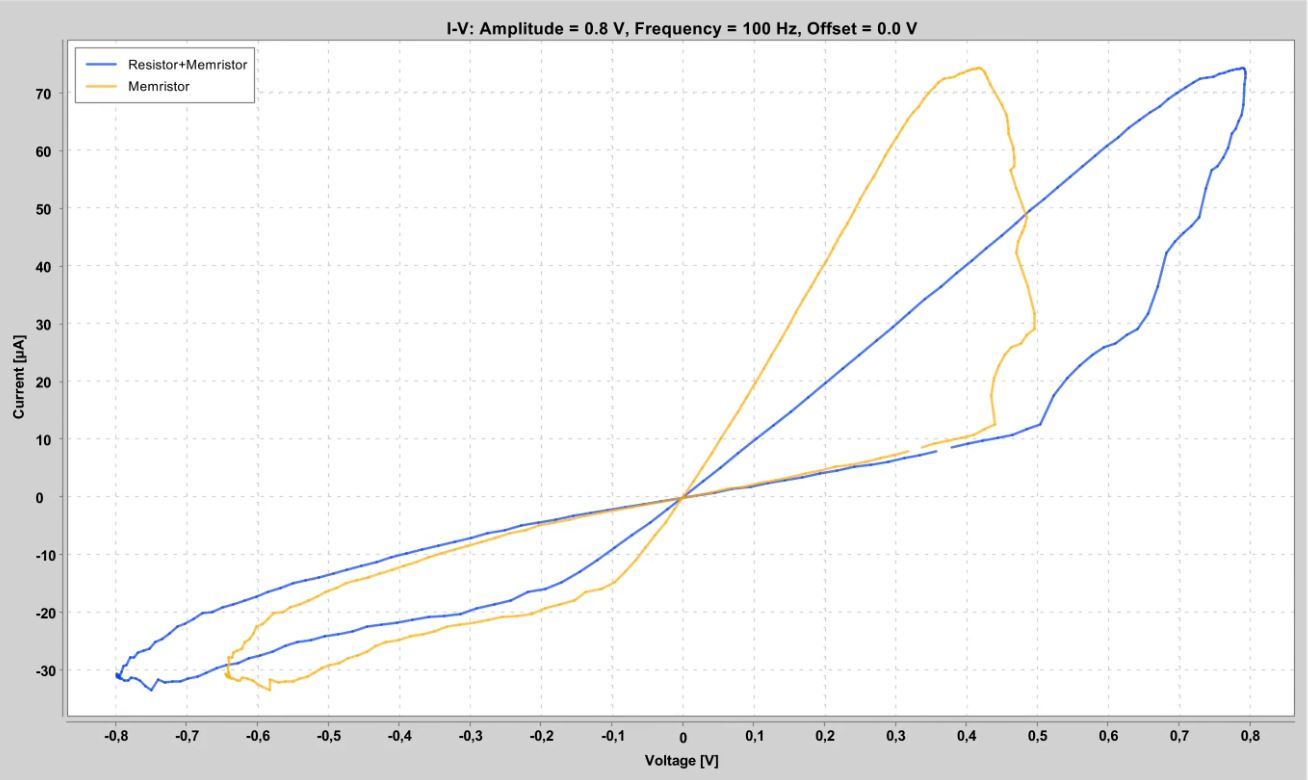 I-V: Amplitude = 0.8 V, Frequency = 100 Hz, Offset = 0.0 V
Resistor+Memristor
Memristor
70
60
50
40
30
20
10
0
-10
-20
-30
Current [µA]
-0,8 -0,7 -0,6 -0,5 -0,4 -0,3 -0,2 -0,1 0 0,1 0,2 0,3 0,4 0,5 0,6 0,7 0,8
Voltage [V]